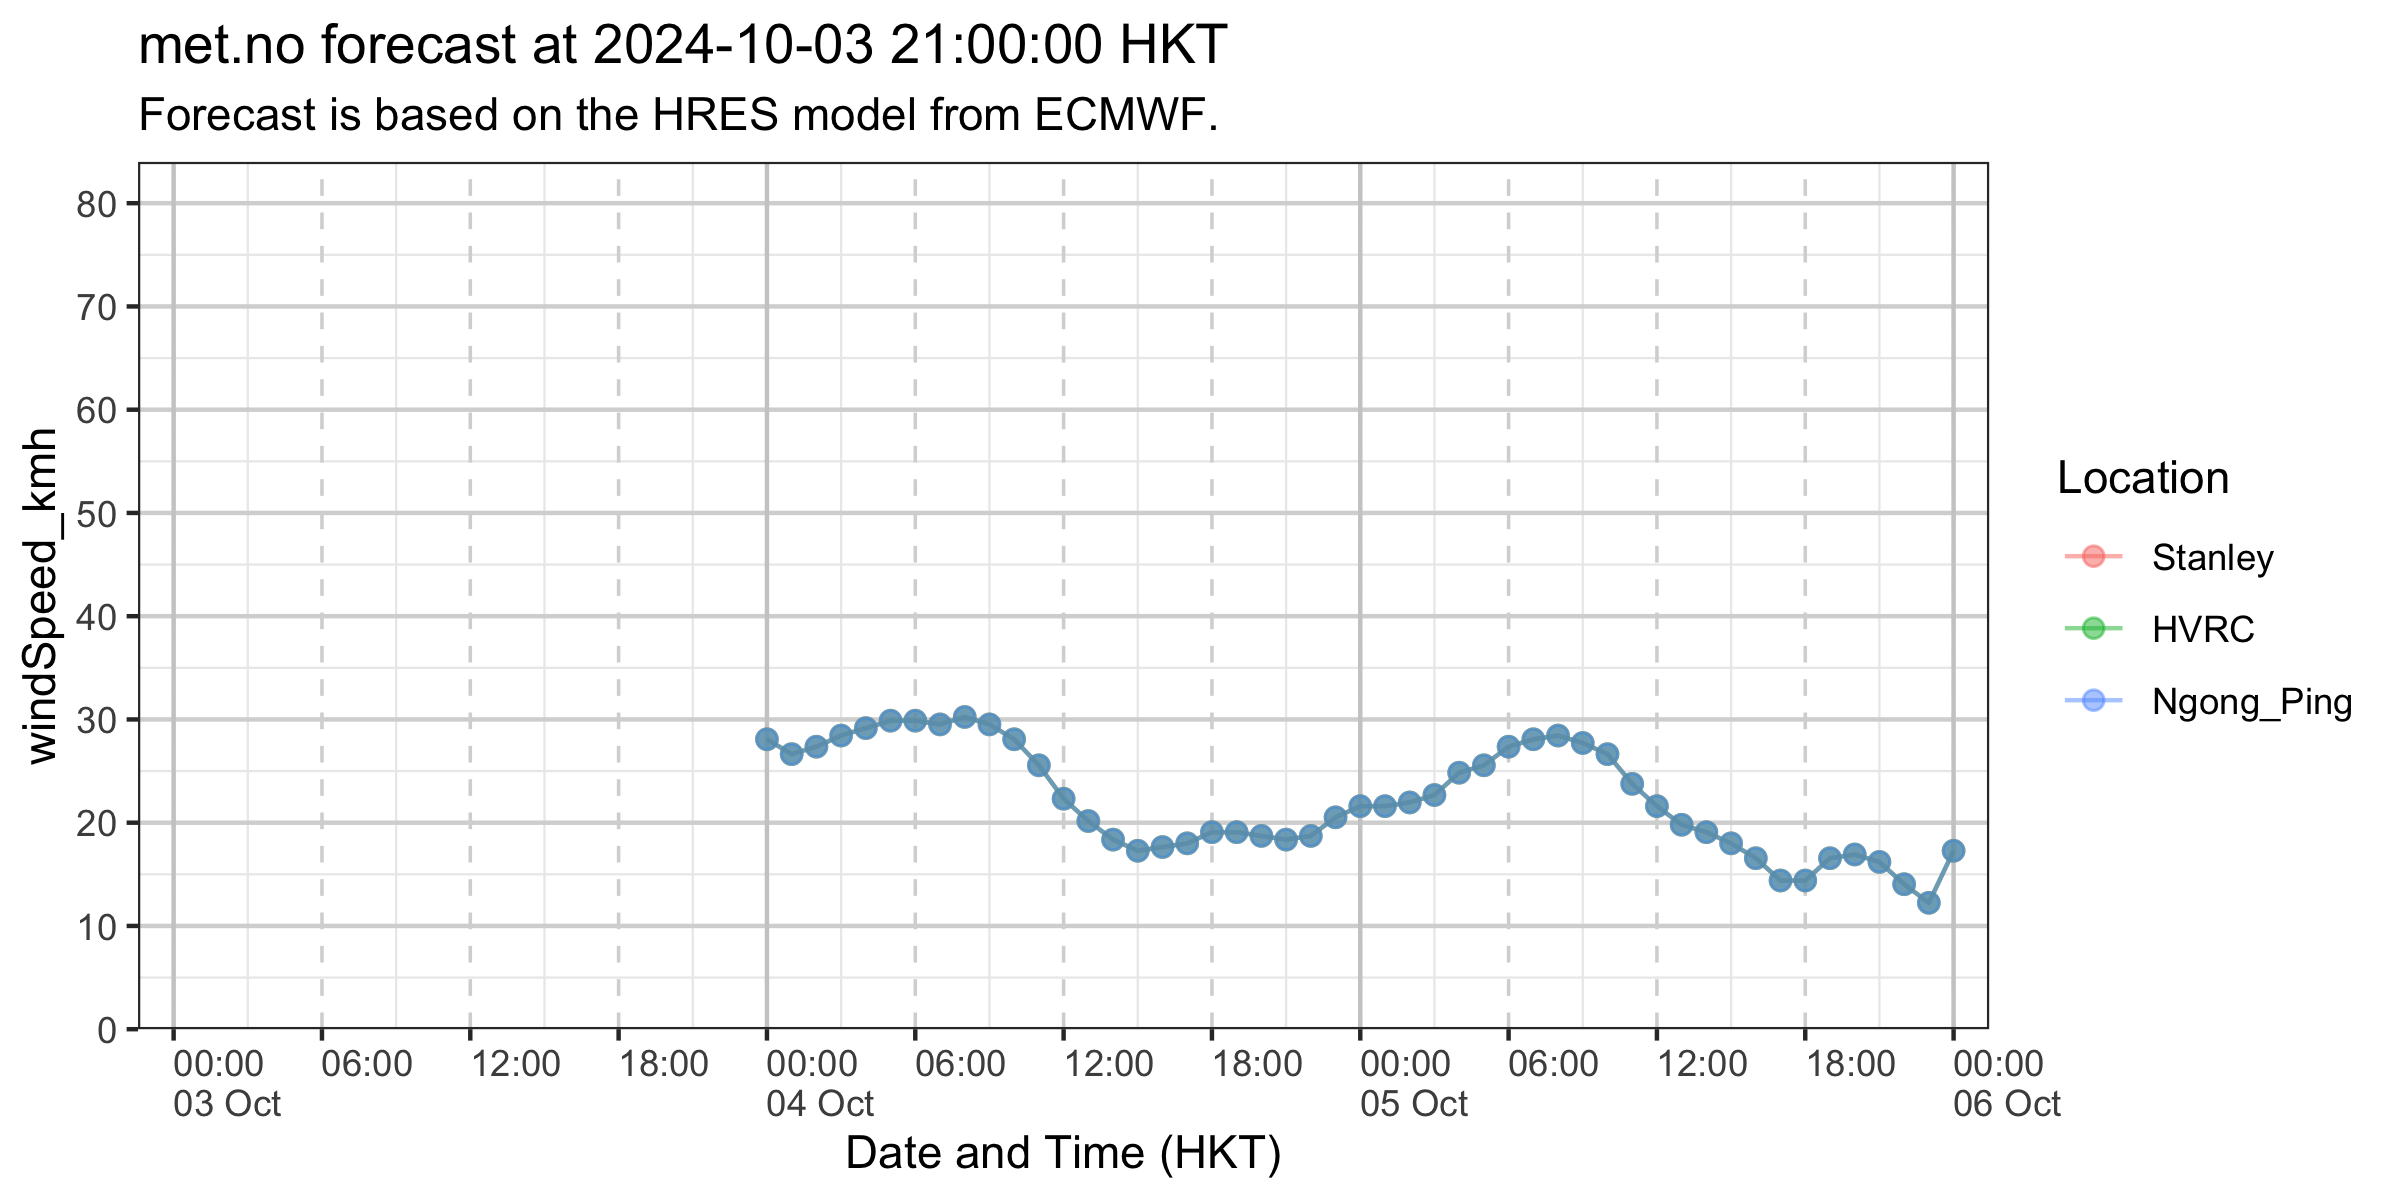 met.no forecast at 2024-10-03 21:00:00 HKT
Forecast is based on the HRES model from ECMWF.
windSpeed_kmh
80
70
60
50
40
30
20
10
0
00:00 06:00 12:00 18:00 00:00 06:00 12:00 18:00 00:00 06:00 12:00 18:00 00:00
03 Oct 04 Oct 05 Oct 06 Oct
Date and Time (HKT)
Location
Stanley
HVRC
Ngong_Ping